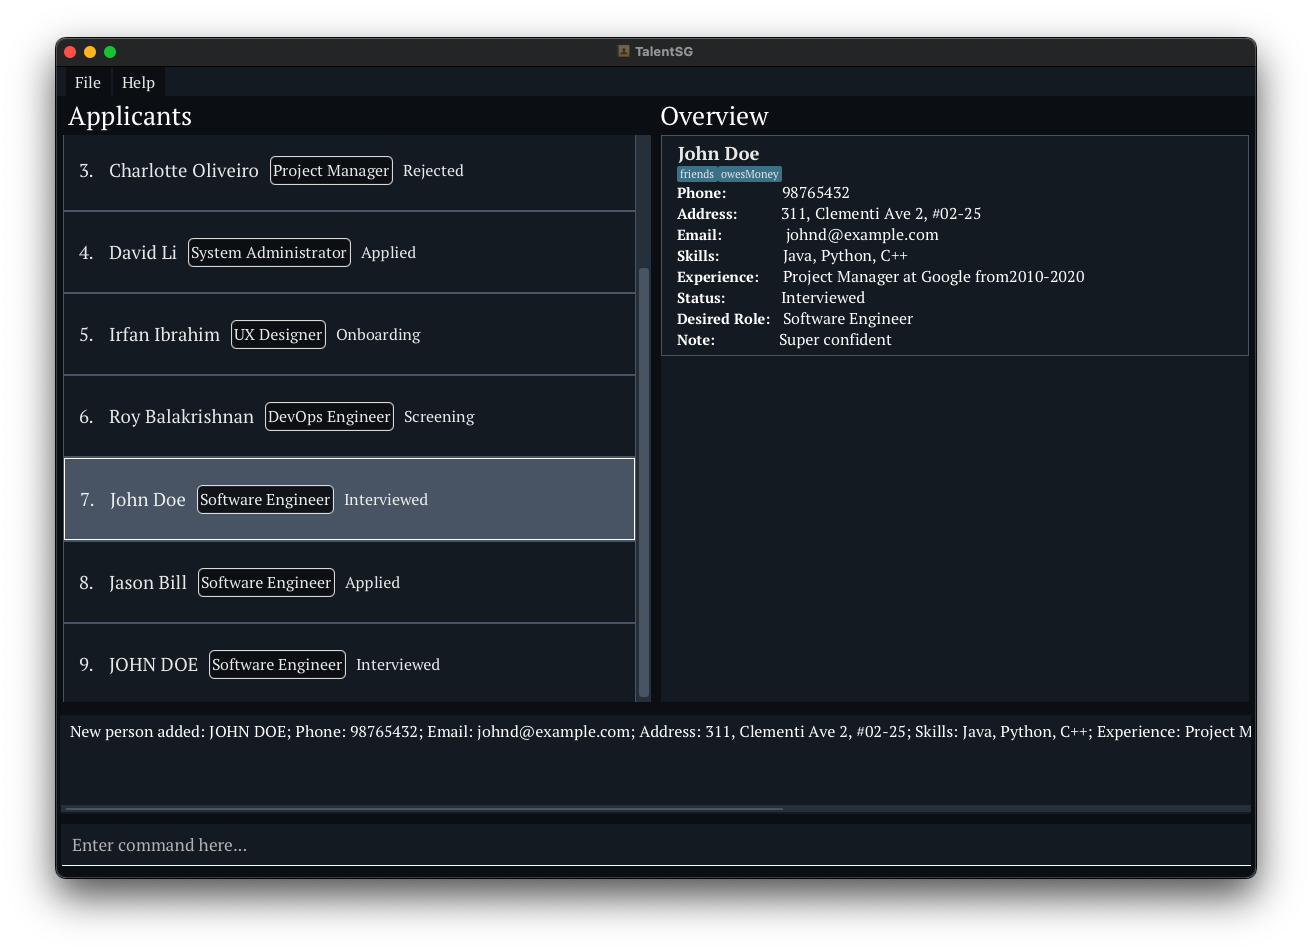 TalentSG
File Help
Applicants
3. Charlotte Oliveiro Project Manager Rejected
4. David Li System Administrator Applied
5. Irfan Ibrahim UX Designer Onboarding
6. Roy Balakrishnan DevOps Engineer Screening
7. John Doe Software Engineer Interviewed
8. Jason Bill Software Engineer Applied
9. JOHN DOE Software Engineer Interviewed
Overview
John Doe
friends owesMoney
Phone: 98765432
Address: 311, Clementi Ave 2, #02-25
Email: johnd@example.com
Skills: Java, Python, C++
Experience: Project Manager at Google from2010-2020
Status: Interviewed
Desired Role: Software Engineer
Note: Super confident
New person added: JOHN DOE; Phone: 98765432; Email: johnd@example.com; Address: 311, Clementi Ave 2, #02-25; Skills: Java, Python, C++; Experience: Project M
Enter command here...